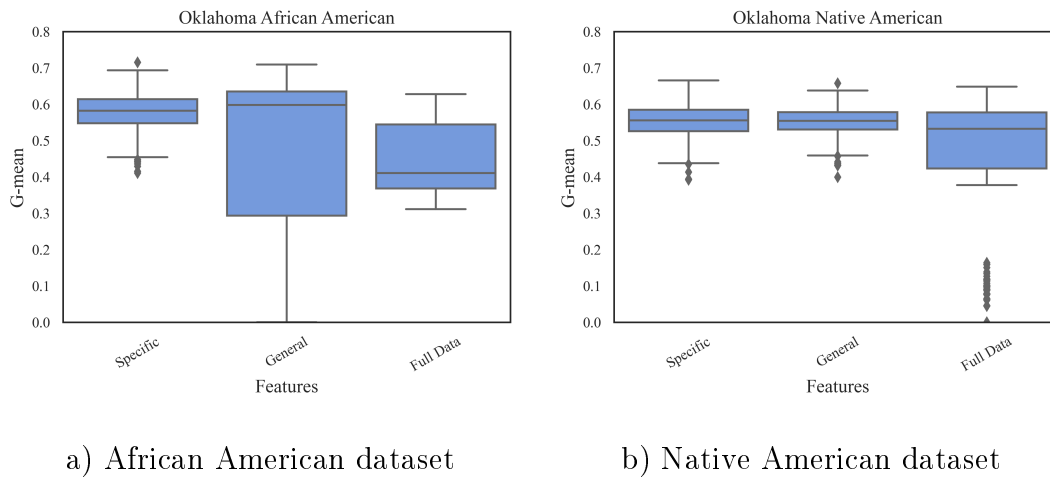 Oklahoma African American
0.8
0.7
0.6
0.5
0.4
0.3
0.2
0.1
0.0
G-mean
Specific
General
Full Data
Features
a) African American dataset
Oklahoma Native American
0.8
0.7
0.6
0.5
0.4
0.3
0.2
0.1
0.0
G-mean
Specific
General
Full Data
Features
b) Native American dataset